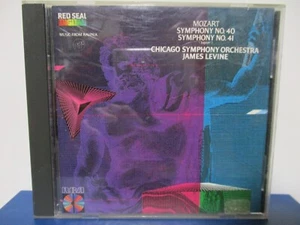 RED SEAL
MOZART
SYMPHONY NO. 40
SYMPHONY NO. 41
CHICAGO SYMPHONY ORCHESTRA
JAMES LEVINE